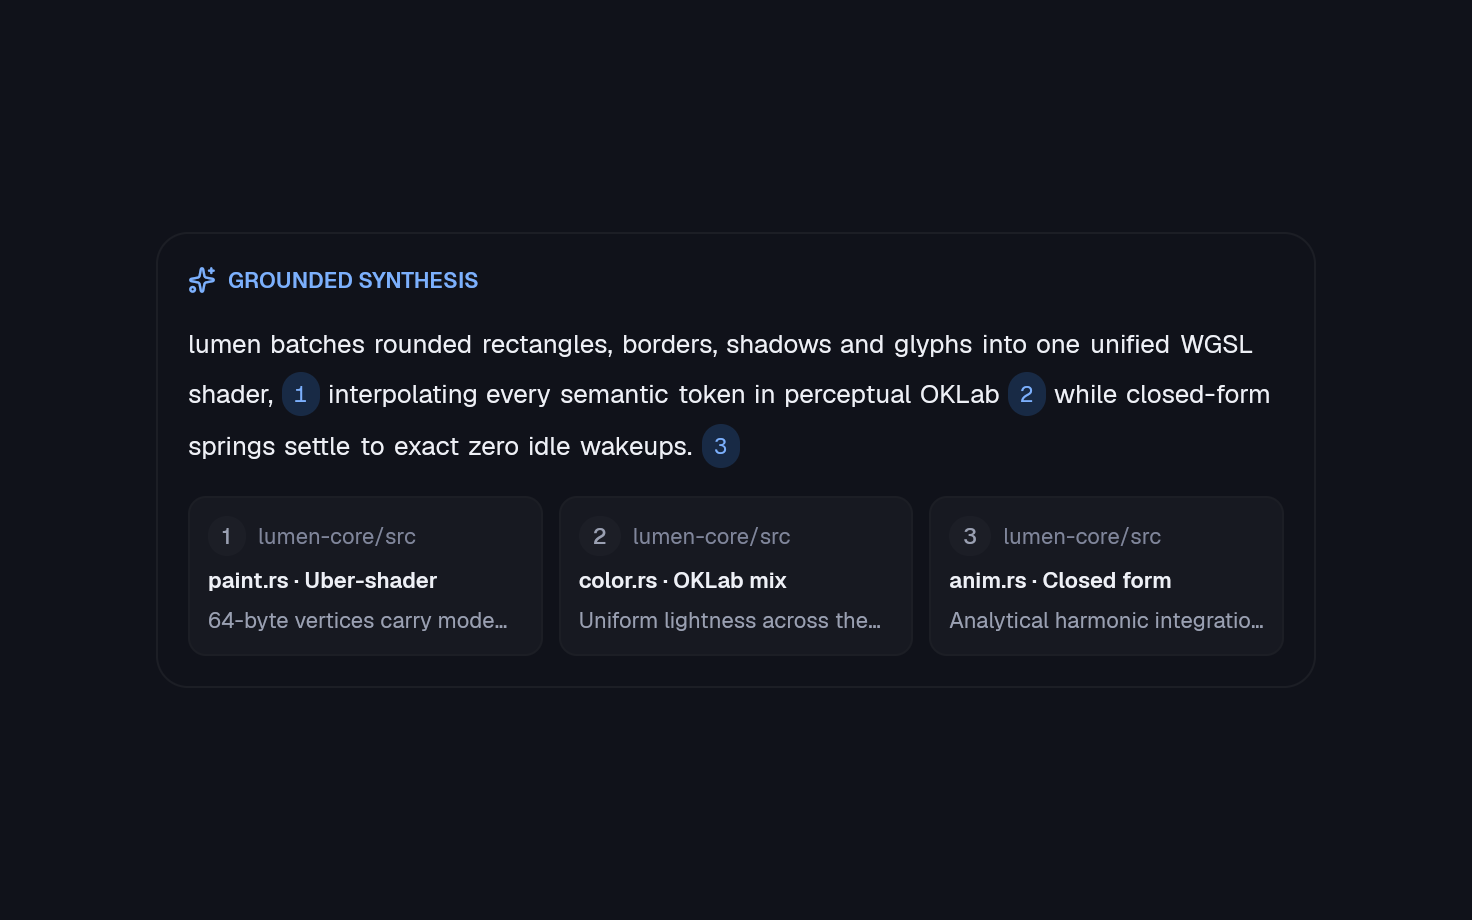 GROUNDED SYNTHESIS
lumen batches rounded rectangles, borders, shadows and glyphs into one unified WGSL
shader, 1 interpolating every semantic token in perceptual OKLab 2 while closed-form
springs settle to exact zero idle wakeups. 3
1 lumen-core/src
paint.rs · Uber-shader
64-byte vertices carry mode…
2 lumen-core/src
color.rs · OKLab mix
Uniform lightness across the…
3 lumen-core/src
anim.rs · Closed form
Analytical harmonic integratio…